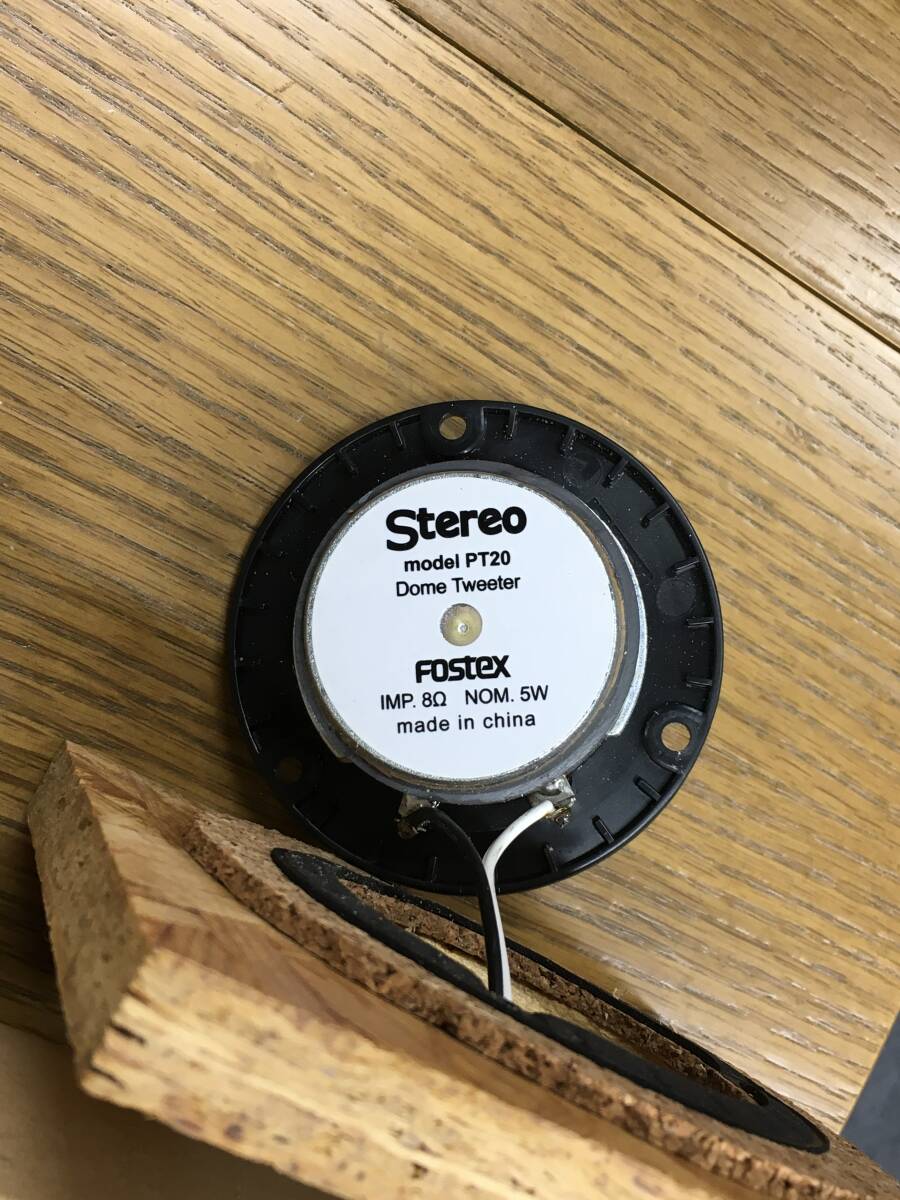 Stereo
model PT20
Dome Tweeter
FOSTEX
IMP. 8Ω NOM. 5W
made in china